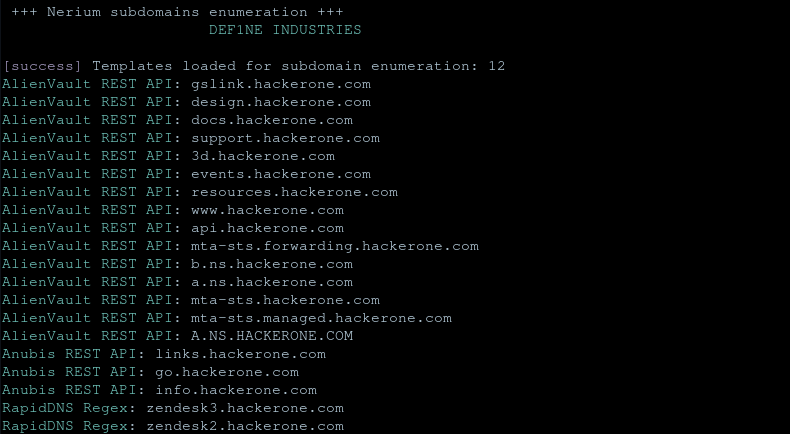 +++ Nerium subdomains enumeration +++
DEF1NE INDUSTRIES
[success] Templates loaded for subdomain enumeration: 12
AlienVault REST API: gslink.hackerone.com
AlienVault REST API: design.hackerone.com
AlienVault REST API: docs.hackerone.com
AlienVault REST API: support.hackerone.com
AlienVault REST API: 3d.hackerone.com
AlienVault REST API: events.hackerone.com
AlienVault REST API: resources.hackerone.com
AlienVault REST API: www.hackerone.com
AlienVault REST API: api.hackerone.com
AlienVault REST API: mta-sts.forwarding.hackerone.com
AlienVault REST API: b.ns.hackerone.com
AlienVault REST API: a.ns.hackerone.com
AlienVault REST API: mta-sts.hackerone.com
AlienVault REST API: mta-sts.managed.hackerone.com
AlienVault REST API: A.NS.HACKERONE.COM
Anubis REST API: links.hackerone.com
Anubis REST API: go.hackerone.com
Anubis REST API: info.hackerone.com
RapidDNS Regex: zendesk3.hackerone.com
RapidDNS Regex: zendesk2.hackerone.com